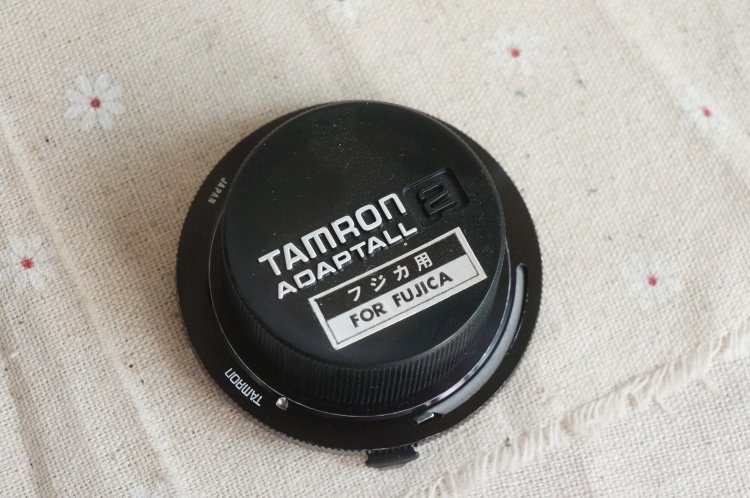 JAPAN
TAMRON
ADAPTALL 2
フジカ用
FOR FUJICA
TAMRON